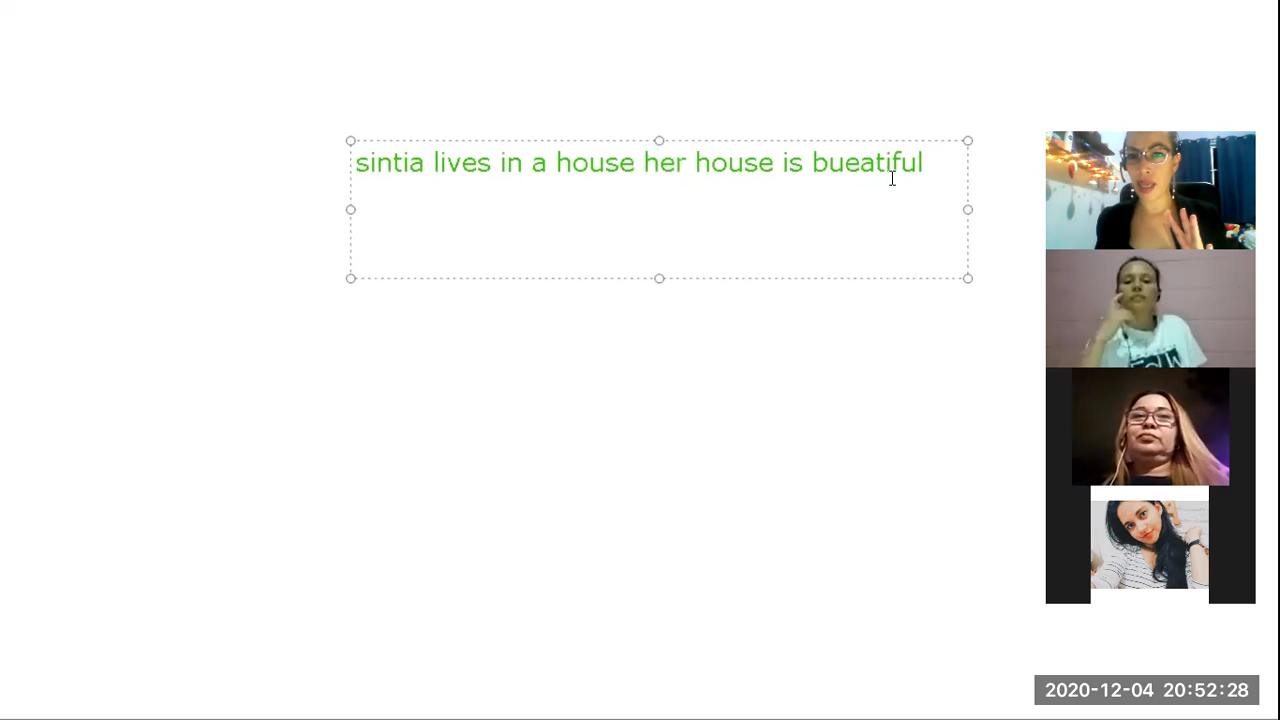 sintia lives in a house her house is bueatiful
2020-12-04 20:52:28